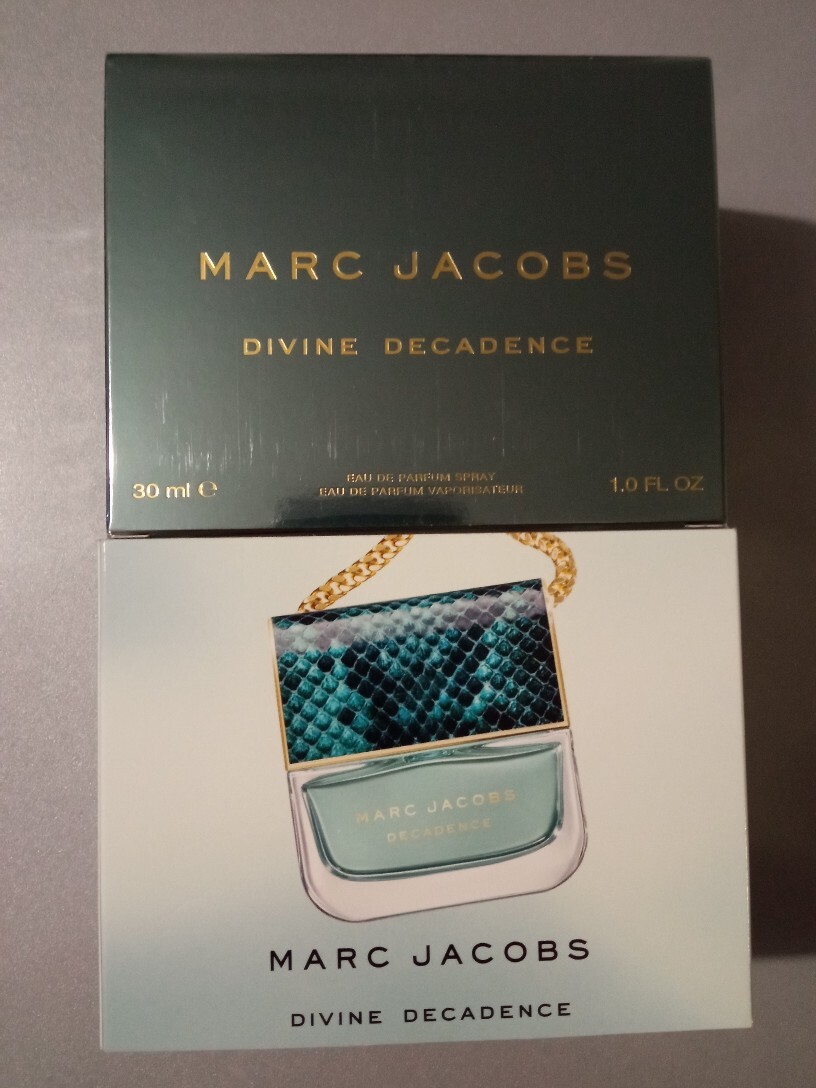 MARC JACOBS
DIVINE DECADENCE
EAU DE PARFUM SPRAY
30 ml ℮ EAU DE PARFUM VAPORISATEUR 1.0 FL OZ
MARC JACOBS
DECADENCE
MARC JACOBS
DIVINE DECADENCE